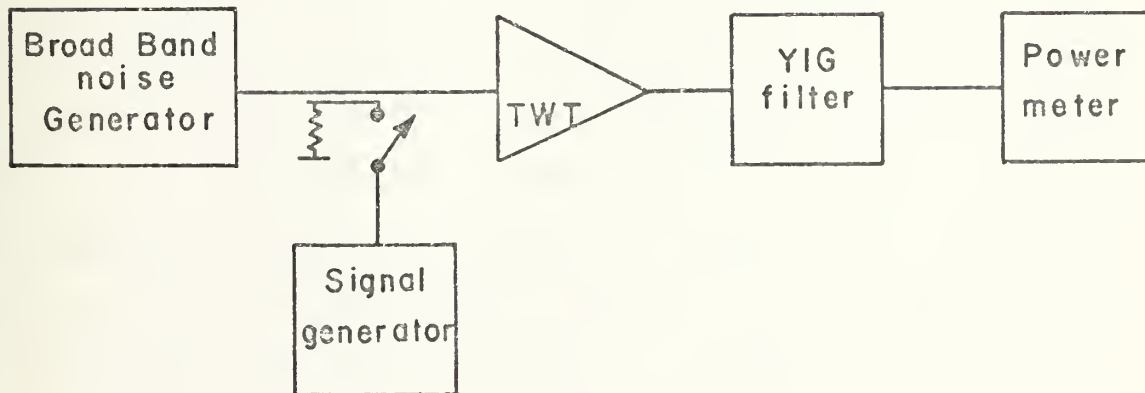 Broad Band
noise
Generator
TWT
YIG
filter
Power
meter
Signal
generator